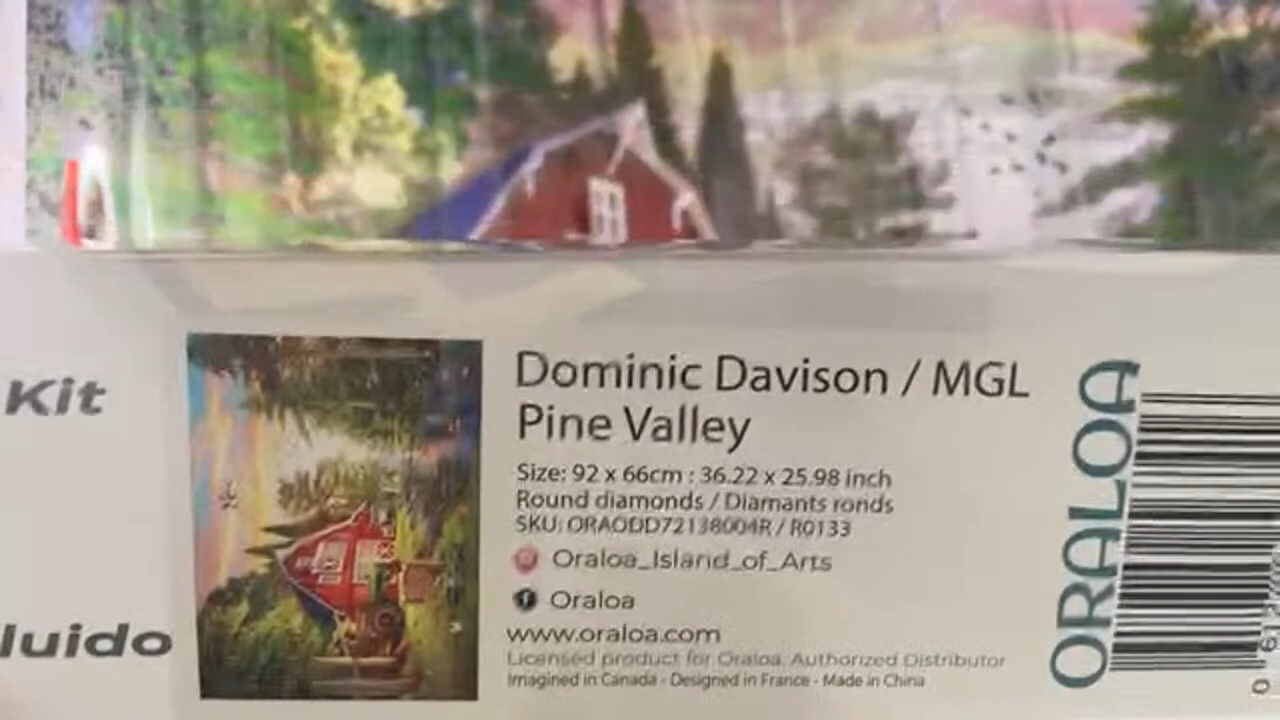 Kit
luido
Dominic Davison / MGL
Pine Valley
Size: 92 x 66cm : 36.22 x 25.98 inch
Round diamonds / Diamants ronds
SKU: ORAODD72138004R / R0133
Oraloa_Island_of_Arts
Oraloa
www.oraloa.com
Licensed product for Oraloa. Authorized Distributor
Imagined in Canada - Designed in France - Made in China
ORALOA